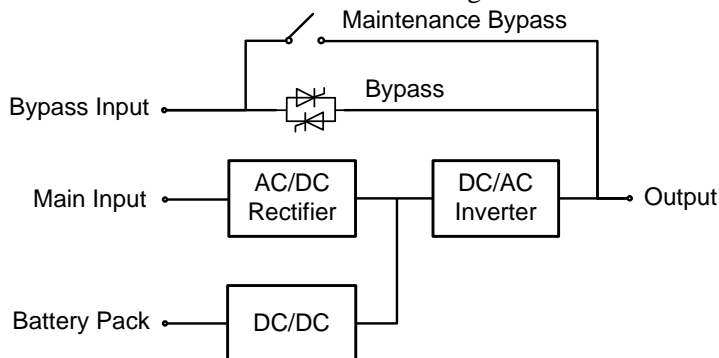 Maintenance Bypass
Bypass Input
Bypass
Main Input
AC/DC
Rectifier
DC/AC
Inverter
Output
Battery Pack
DC/DC